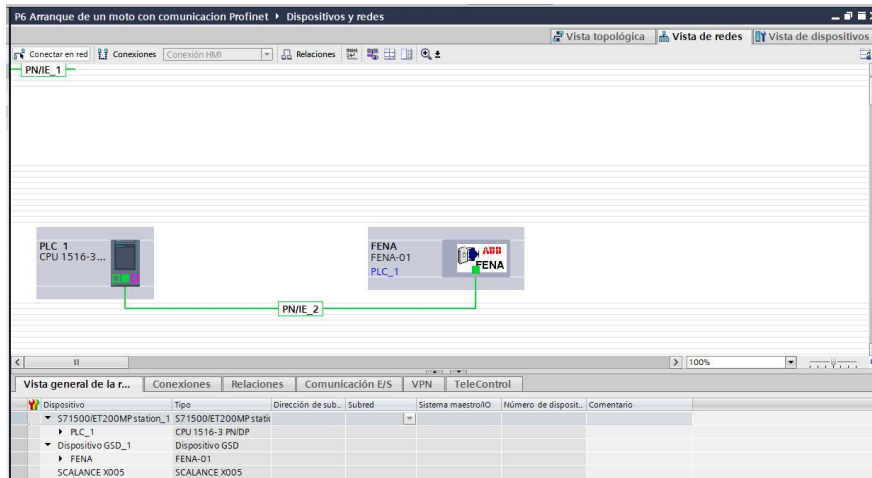 P6 Arranque de un moto con comunicacion Profinet ▸ Dispositivos y redes
Vista topológica Vista de redes Vista de dispositivos
Conectar en red Conexiones Conexión HMI Relaciones
PN/IE_1
PLC_1
CPU 1516-3...
FENA
FENA-01
PLC_1
ABB
FENA
PN/IE_2
100%
Vista general de la r... Conexiones Relaciones Comunicación E/S VPN TeleControl
Dispositivo Tipo Dirección de sub.. Subred Sistema maestro/IO Número de disposit.. Comentario
S71500/ET200MP station_1 S71500/ET200MP static
PLC_1 CPU 1516-3 PN/DP
Dispositivo GSD_1 Dispositivo GSD
FENA FENA-01
SCALANCE X005 SCALANCE X005